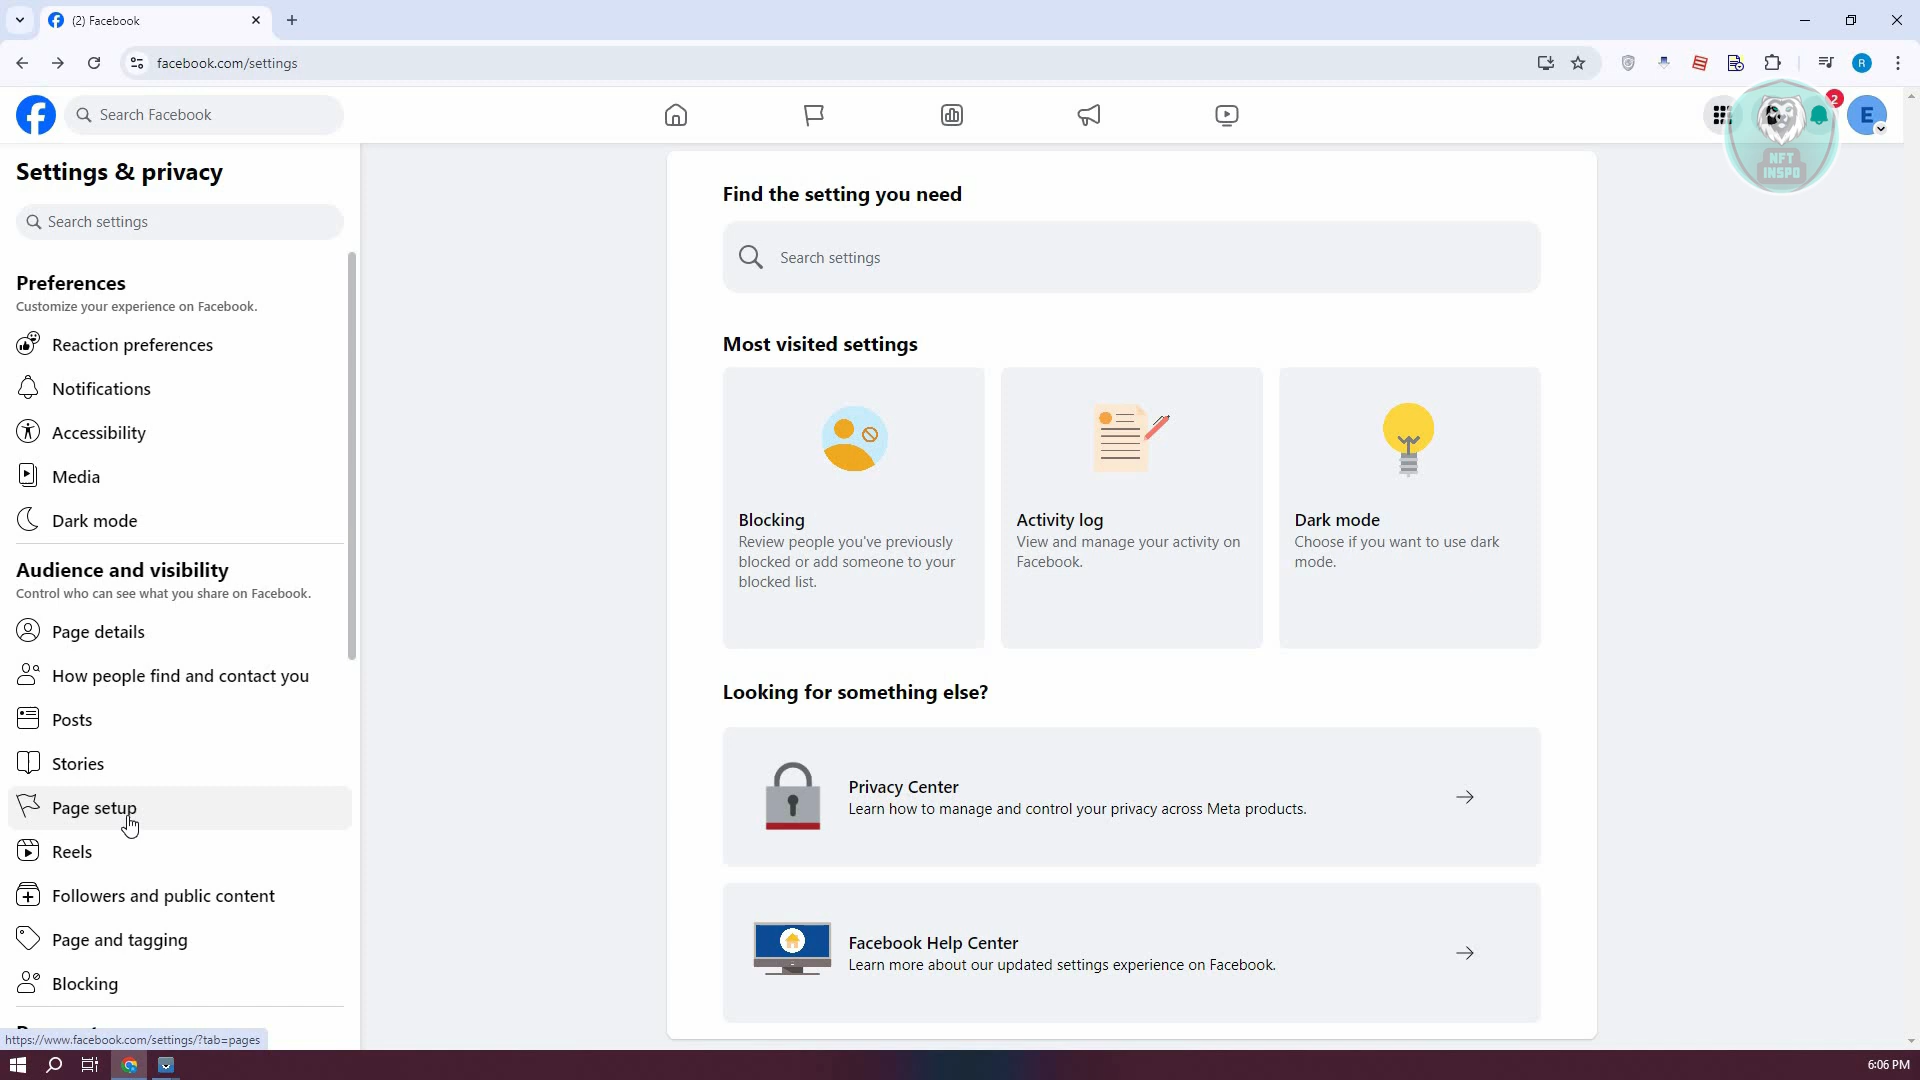 (2) Facebook
facebook.com/settings
R
Search Facebook
2
E
NFT
INSPO
Settings & privacy
Search settings
Preferences
Customize your experience on Facebook.
Reaction preferences
Notifications
Accessibility
Media
Dark mode
Audience and visibility
Control who can see what you share on Facebook.
Page details
How people find and contact you
Posts
Stories
Page setup
Reels
Followers and public content
Page and tagging
Blocking
https://www.facebook.com/settings/?tab=pages
Find the setting you need
Search settings
Most visited settings
Blocking
Review people you've previously
blocked or add someone to your
blocked list.
Activity log
View and manage your activity on
Facebook.
Dark mode
Choose if you want to use dark
mode.
Looking for something else?
Privacy Center
Learn how to manage and control your privacy across Meta products.
Facebook Help Center
Learn more about our updated settings experience on Facebook.
6:06 PM